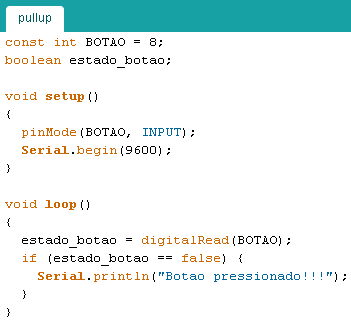 pullup
const int BOTAO = 8;
boolean estado_botao;
void setup()
{
pinMode(BOTAO, INPUT);
Serial.begin(9600);
}
void loop()
{
estado_botao = digitalRead(BOTAO);
if (estado_botao == false) {
Serial.println("Botao pressionado!!!");
}
}